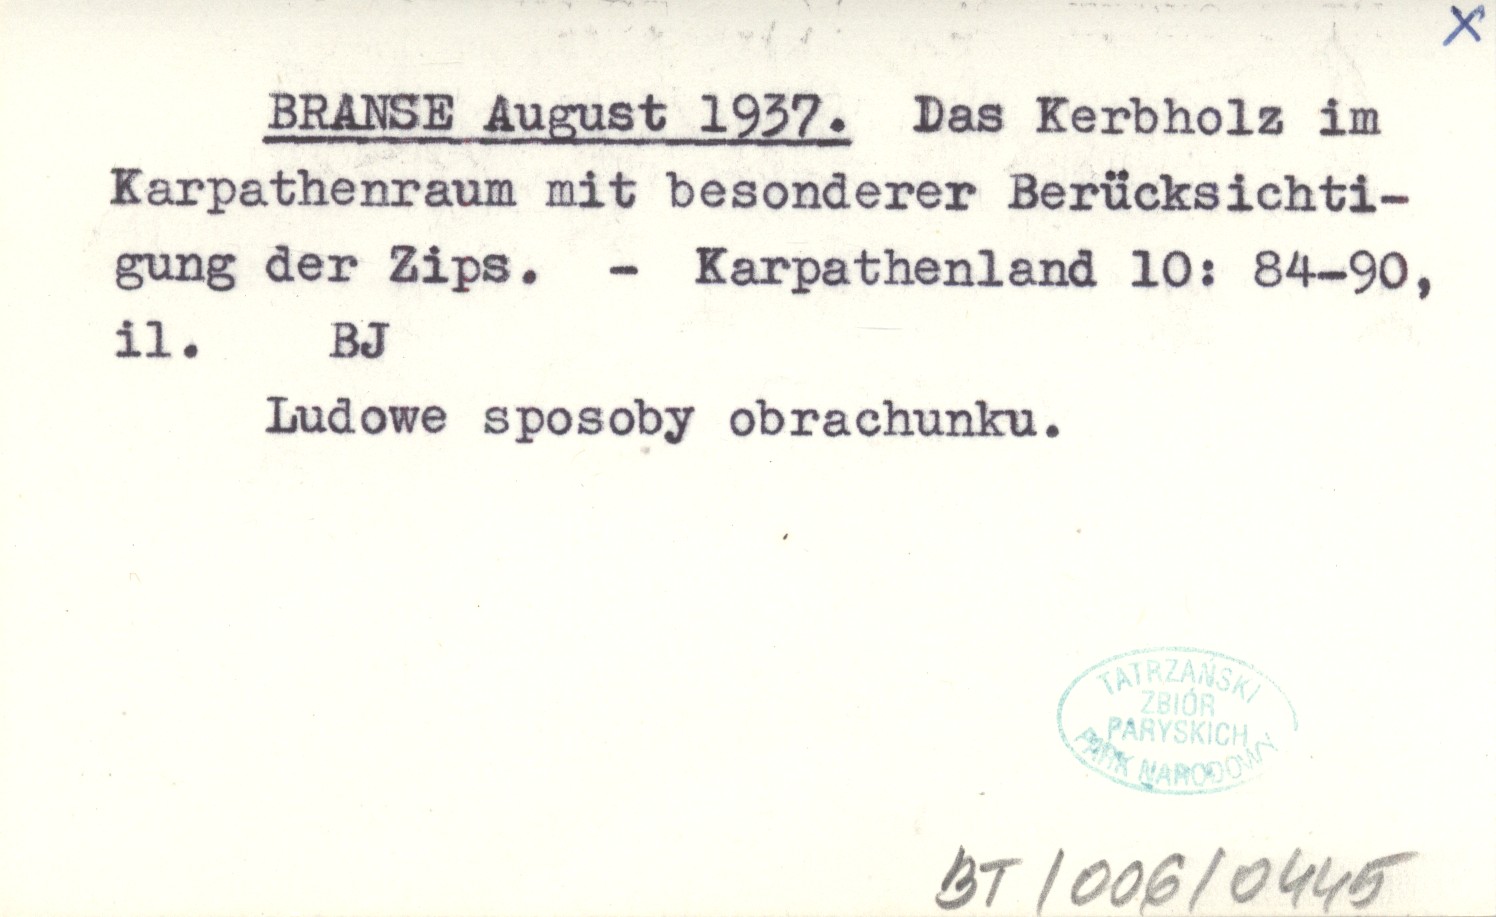 X
BRANSE August 1937. Das Kerbholz im
Karpathenraum mit besonderer Berücksichti-
gung der Zips. - Karpathenland 10: 84-90,
il. BJ
Ludowe sposoby obrachunku.
TATRZAŃSKI
ZBIÓR
PARYSKICH
PARK NARODOWY
BT/006/0445